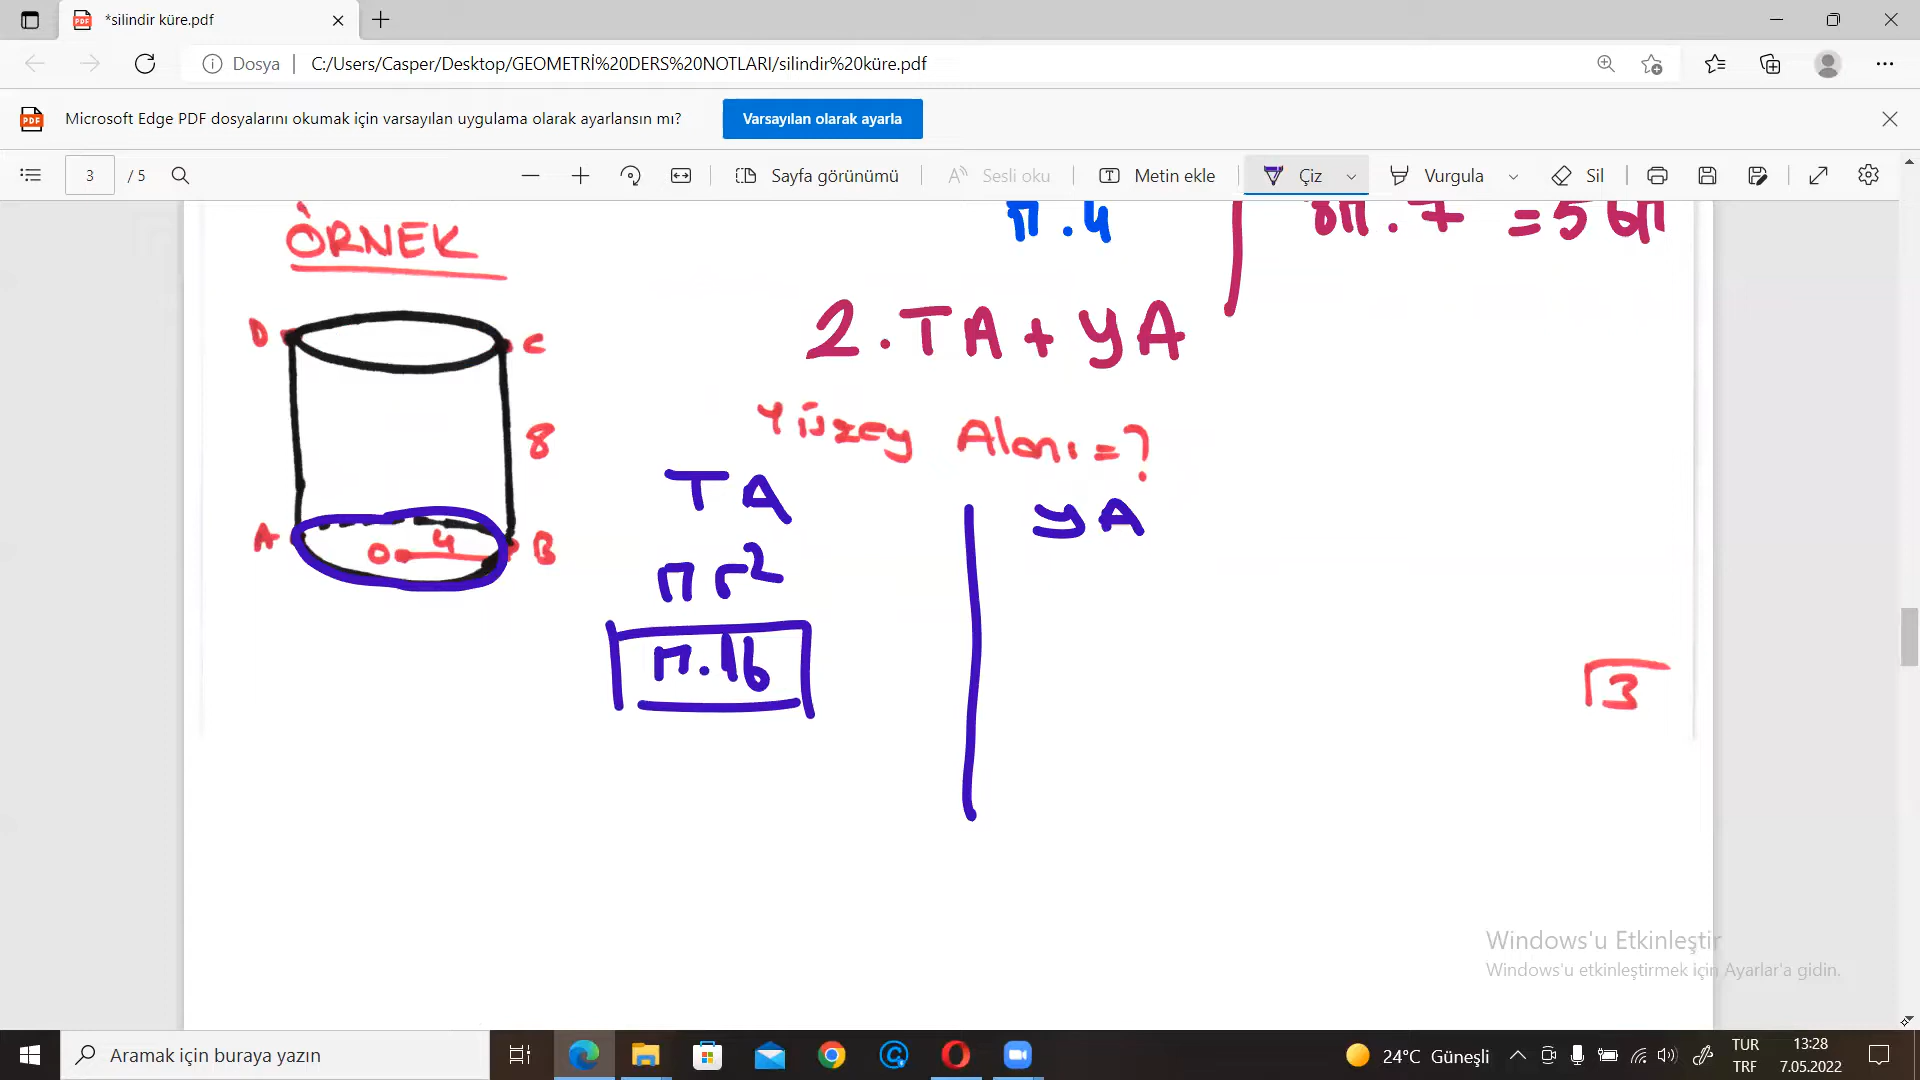 *silindir küre.pdf
Dosya
C:/Users/Casper/Desktop/GEOMETRİ%20DERS%20NOTLARI/silindir%20küre.pdf
Microsoft Edge PDF dosyalarını okumak için varsayılan uygulama olarak ayarlansın mı?
Varsayılan olarak ayarla
3 / 5
Sayfa görünümü
Sesli oku
Metin ekle
Çiz
Vurgula
Sil
π.4
8π.7 = 56π
ÖRNEK
2.TA + YA
D
C
Yüzey Alanı = ?
8
TA
YA
A
O
4
B
πr²
π.16
3
Windows'u Etkinleştir
Windows'u etkinleştirmek için Ayarlar'a gidin.
Aramak için buraya yazın
24°C Güneşli
TUR
TRF
13:28
7.05.2022